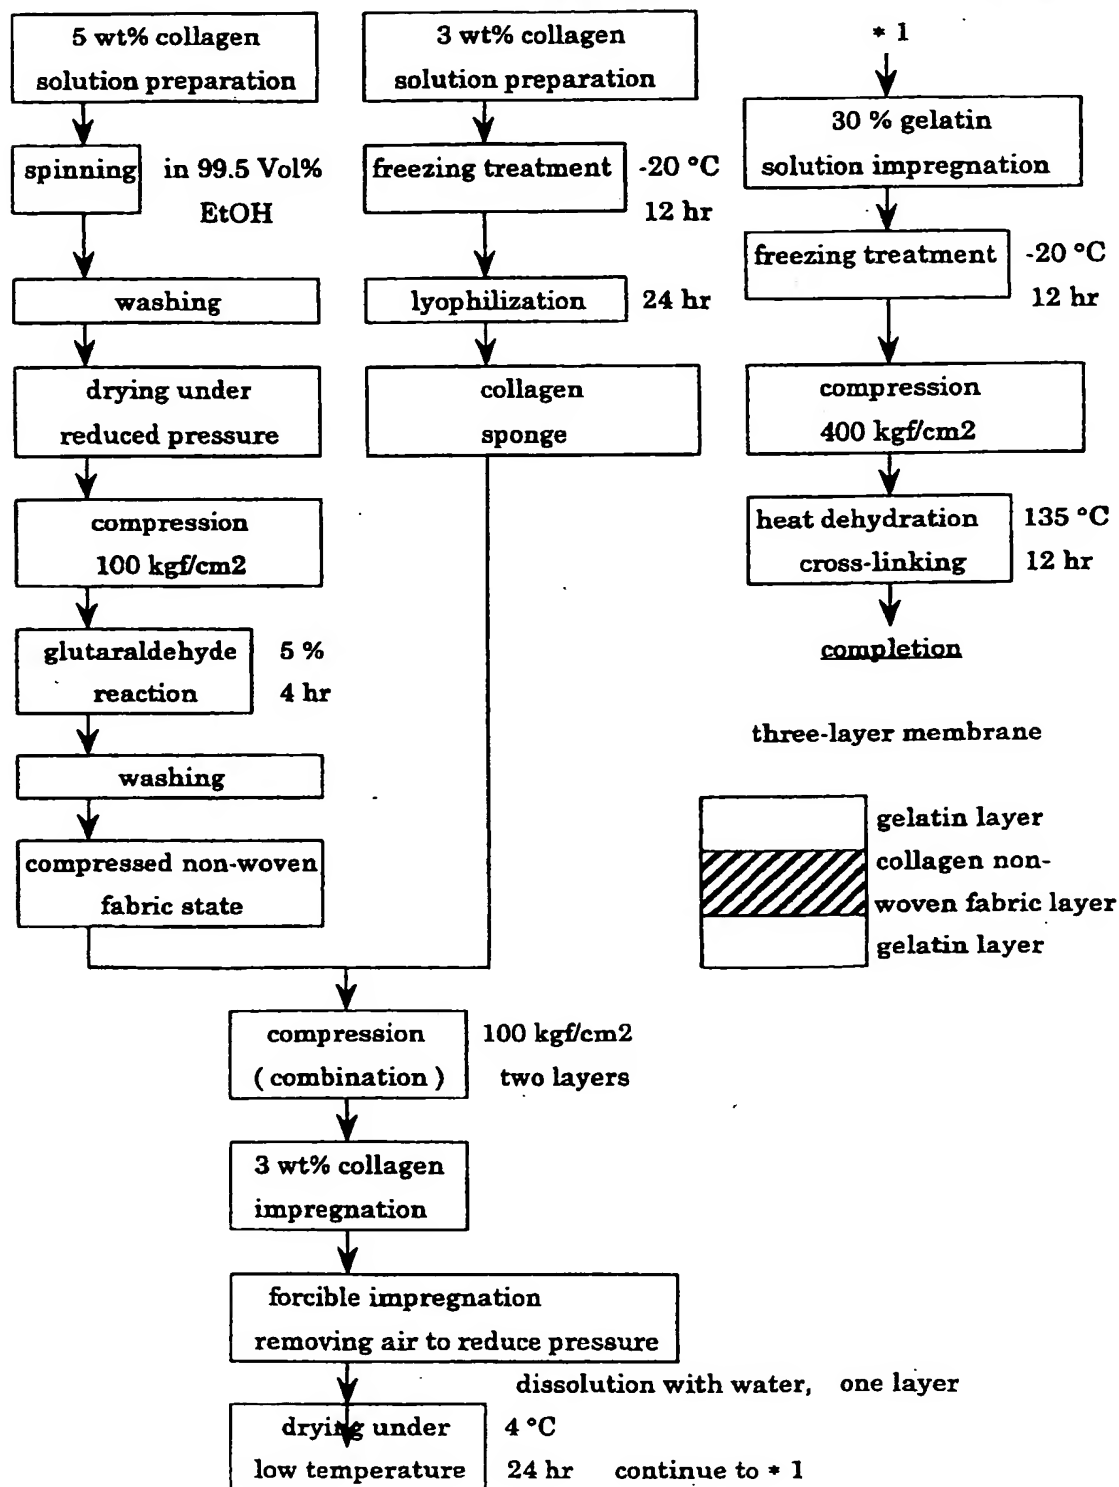 5 wt% collagen
solution preparation
spinning
in 99.5 Vol%
EtOH
washing
drying under
reduced pressure
compression
100 kgf/cm2
glutaraldehyde
reaction
5 %
4 hr
washing
compressed non-woven
fabric state
3 wt% collagen
solution preparation
freezing treatment
-20 °C
12 hr
lyophilization
24 hr
collagen
sponge
compression
( combination )
100 kgf/cm2
two layers
3 wt% collagen
impregnation
forcible impregnation
removing air to reduce pressure
dissolution with water, one layer
drying under
low temperature
4 °C
24 hr continue to * 1
* 1
30 % gelatin
solution impregnation
freezing treatment
-20 °C
12 hr
compression
400 kgf/cm2
heat dehydration
cross-linking
135 °C
12 hr
completion
three-layer membrane
gelatin layer
collagen non-
woven fabric layer
gelatin layer